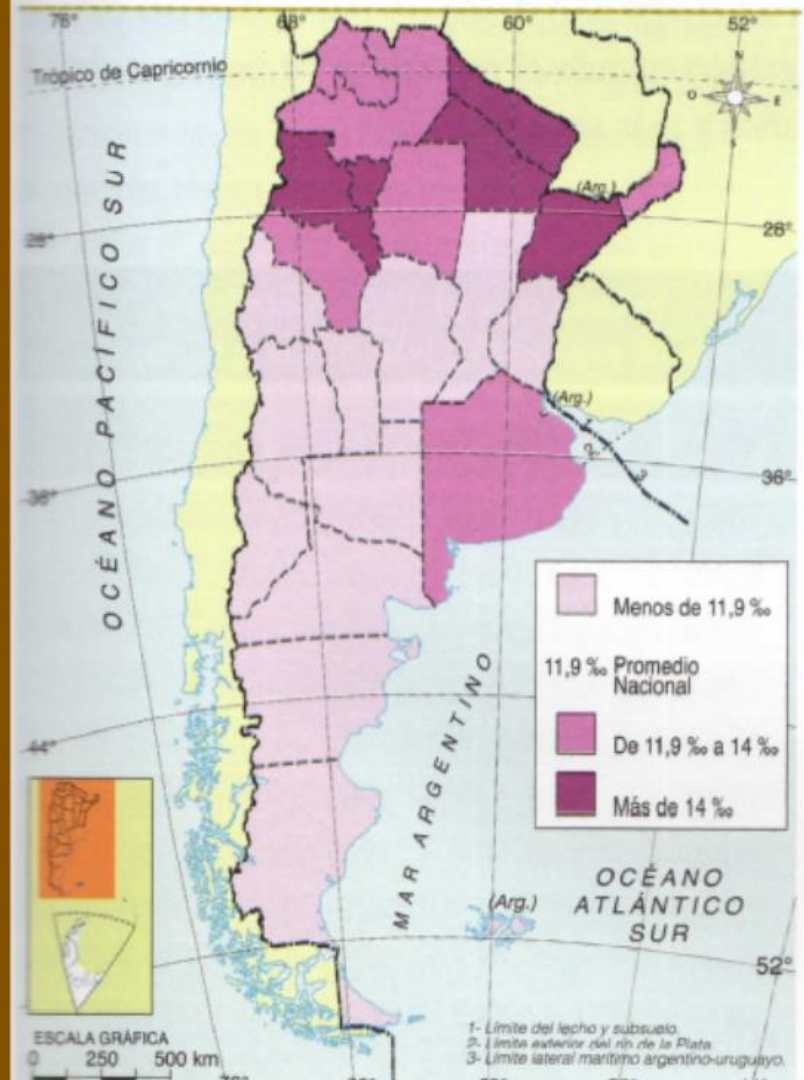 76° 68° 60° 52°
Trópico de Capricornio
N
O E
S
(Arg.)
28° 28°
OCÉANO PACÍFICO SUR
(Arg.)
1
2
3
36° 36°
Menos de 11,9 ‰
11,9 ‰ Promedio
Nacional
De 11,9 ‰ a 14 ‰
Más de 14 ‰
44°
MAR ARGENTINO
(Arg.)
OCÉANO
ATLÁNTICO
SUR
52°
ESCALA GRÁFICA
0 250 500 km
1- Límite del lecho y subsuelo.
2- Límite exterior del río de la Plata.
3- Límite lateral marítimo argentino-uruguayo.